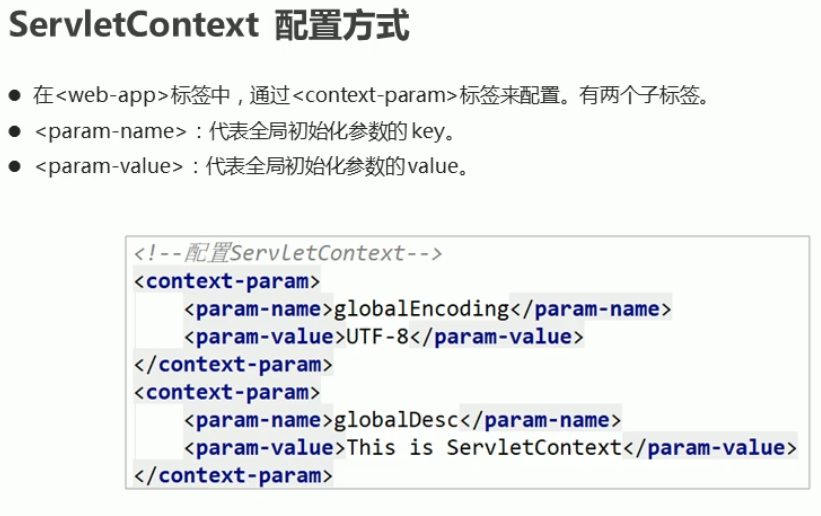 ServletContext 配置方式
● 在<web-app>标签中，通过<context-param>标签来配置。有两个子标签。
● <param-name>：代表全局初始化参数的 key。
● <param-value>：代表全局初始化参数的value。
<!--配置ServletContext-->
<context-param>
    <param-name>globalEncoding</param-name>
    <param-value>UTF-8</param-value>
</context-param>
<context-param>
    <param-name>globalDesc</param-name>
    <param-value>This is ServletContext</param-value>
</context-param>